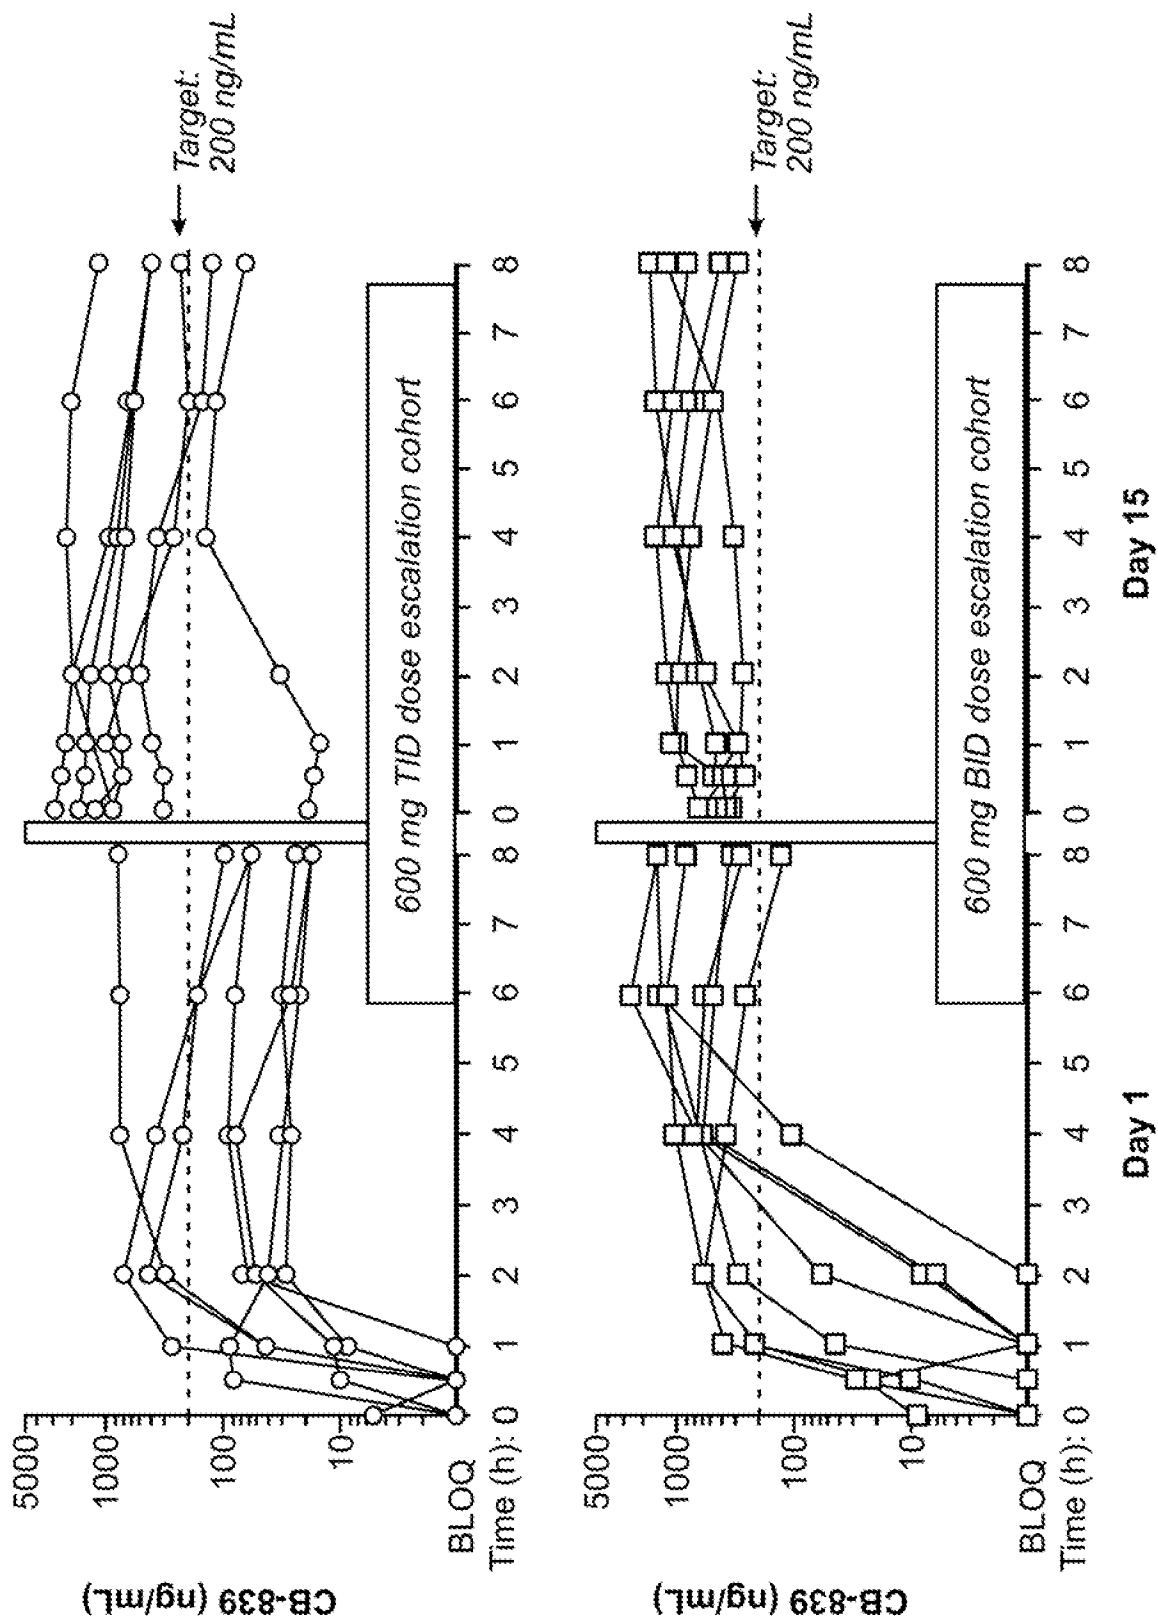 CB-839 (ng/mL)
5000
1000
100
10
BLOQ
Target:
200 ng/mL
600 mg TID dose escalation cohort
Time (h): 0 1 2 3 4 5 6 7 8 0 1 2 3 4 5 6 7 8
CB-839 (ng/mL)
5000
1000
100
10
BLOQ
Target:
200 ng/mL
600 mg BID dose escalation cohort
Time (h): 0 1 2 3 4 5 6 7 8 0 1 2 3 4 5 6 7 8
Day 1
Day 15